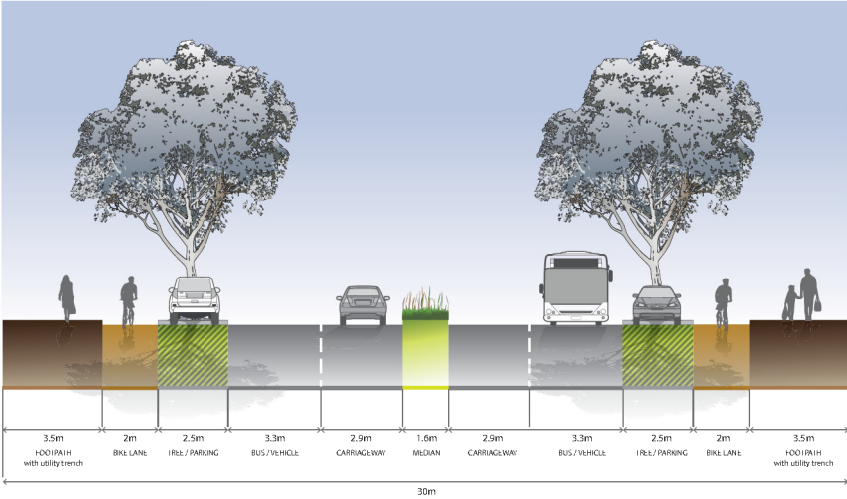 3.5m 2m 2.5m 3.3m 2.9m 1.6m 2.9m 3.3m 2.5m 2m 3.5m
FOOTPATH BIKE LANE TREE / PARKING BUS / VEHICLE CARRIAGEWAY MEDIAN CARRIAGEWAY BUS / VEHICLE TREE / PARKING BIKE LANE FOOTPATH
with utility trench with utility trench
30m